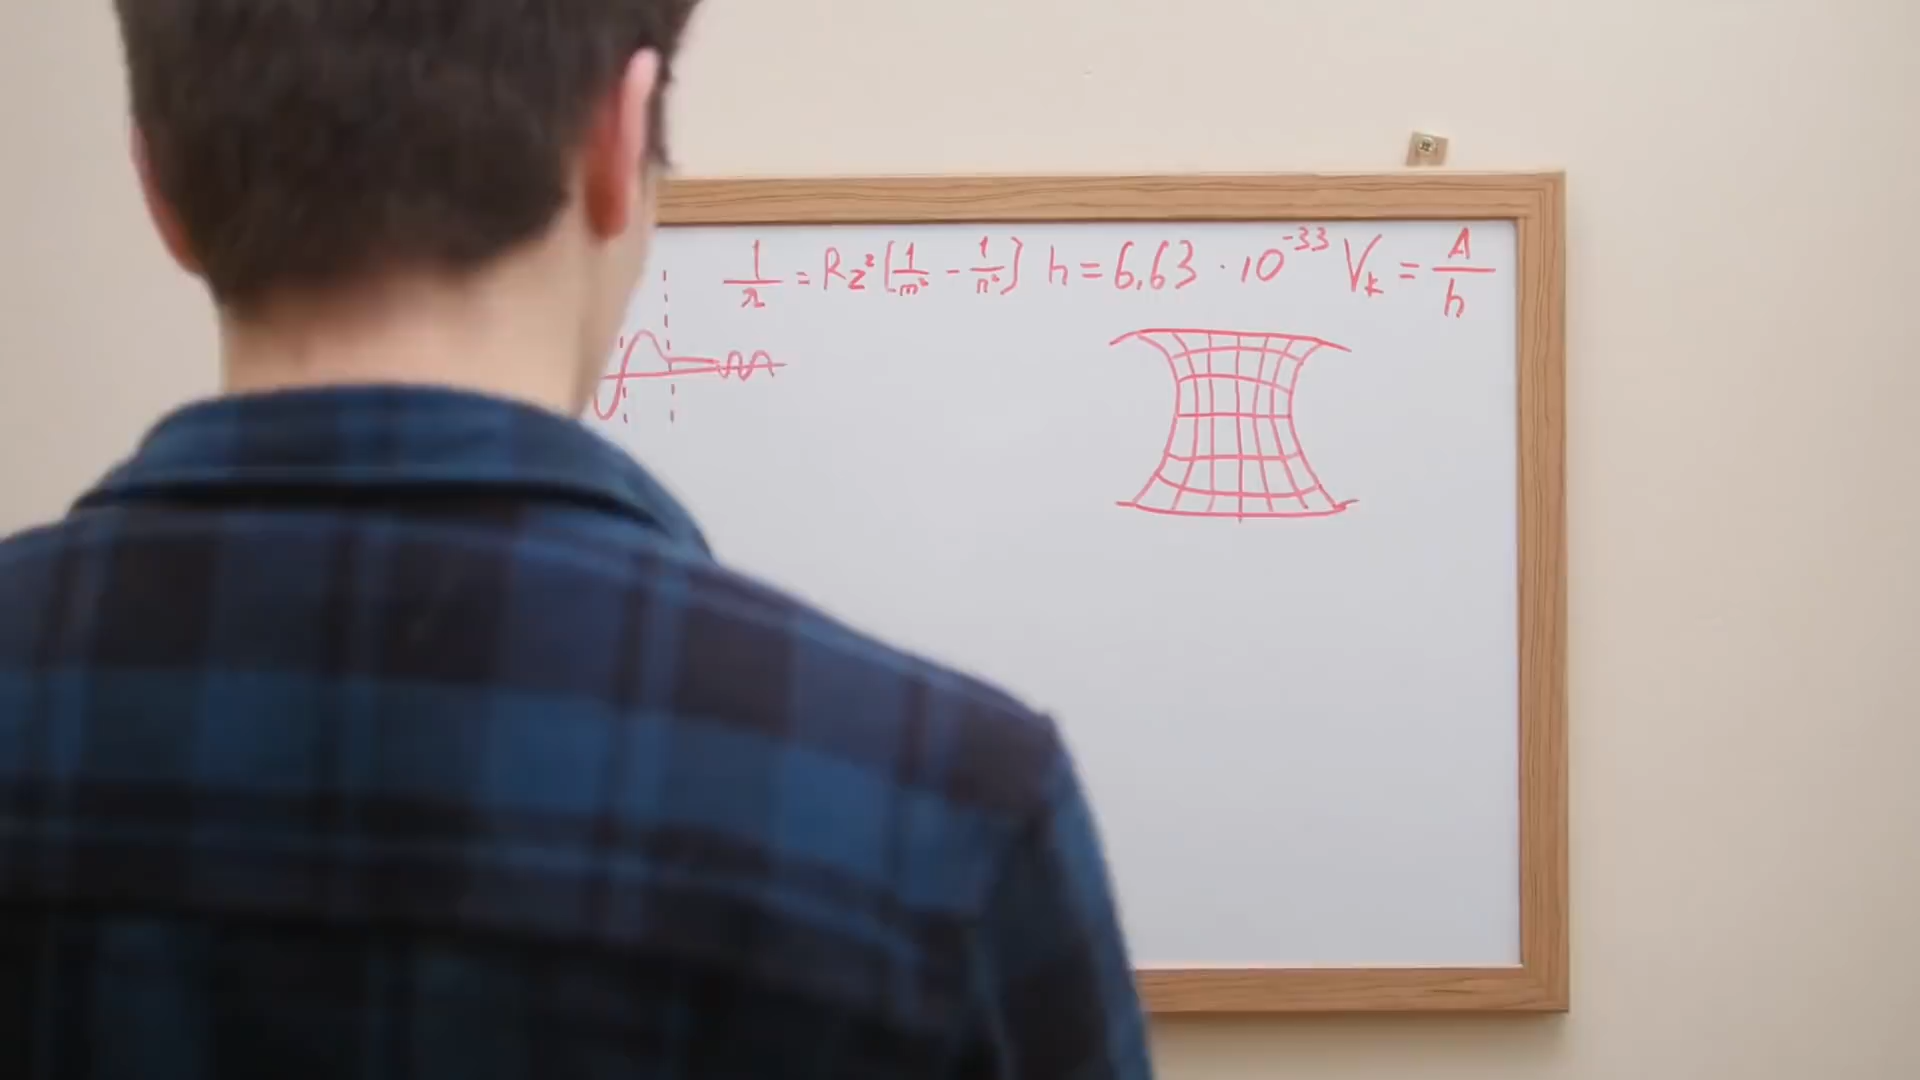 1/λ = Rz²[1/m² - 1/n²] h = 6,63 · 10⁻³³ Vₖ = A/h